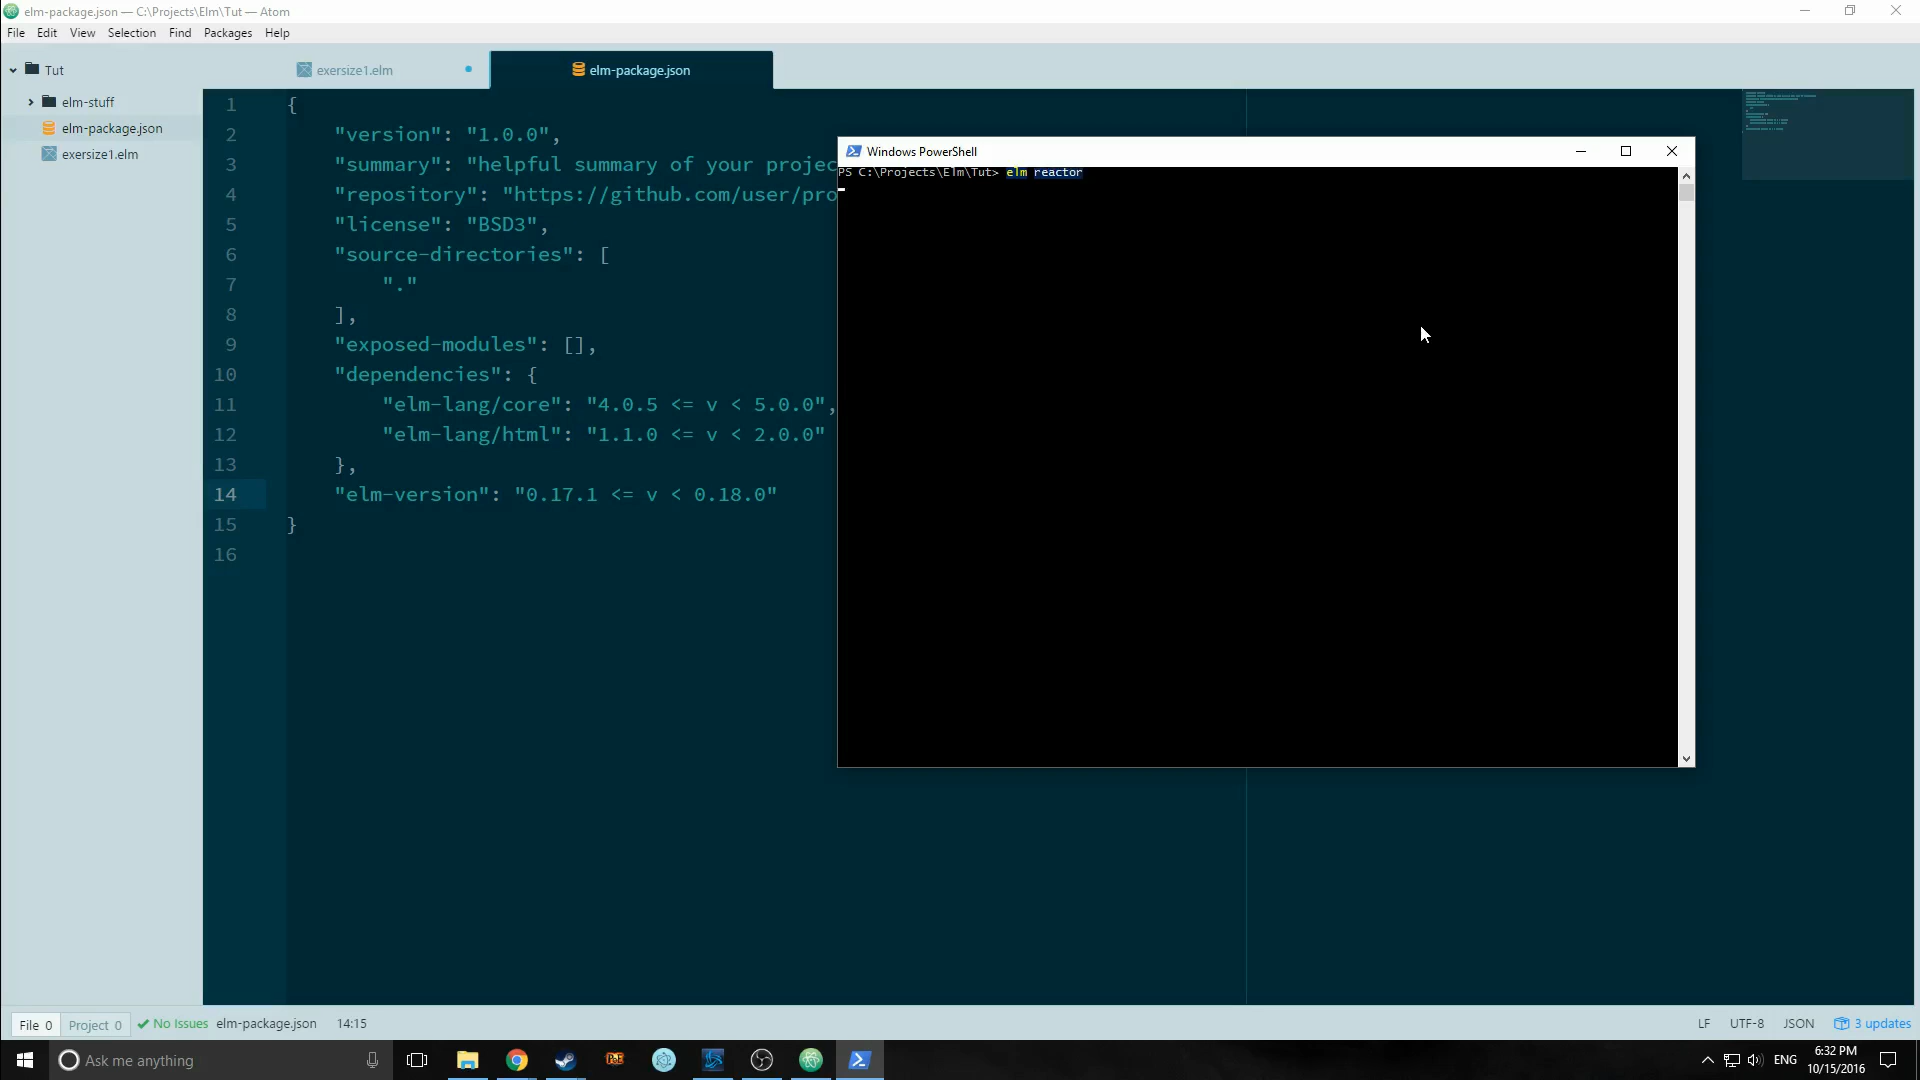 elm-package.json — C:\Projects\Elm\Tut — Atom
File Edit View Selection Find Packages Help
Tut
elm-stuff
elm-package.json
exersize1.elm
exersize1.elm
elm-package.json
1 {
2 "version": "1.0.0",
3 "summary": "helpful summary of your projec
4 "repository": "https://github.com/user/pro
5 "license": "BSD3",
6 "source-directories": [
7 "."
8 ],
9 "exposed-modules": [],
10 "dependencies": {
11 "elm-lang/core": "4.0.5 <= v < 5.0.0",
12 "elm-lang/html": "1.1.0 <= v < 2.0.0"
13 },
14 "elm-version": "0.17.1 <= v < 0.18.0"
15 }
16
Windows PowerShell
PS C:\Projects\Elm\Tut> elm reactor
File 0 Project 0 No Issues elm-package.json 14:15
LF UTF-8 JSON 3 updates
Ask me anything
PoE
ENG
6:32 PM
10/15/2016